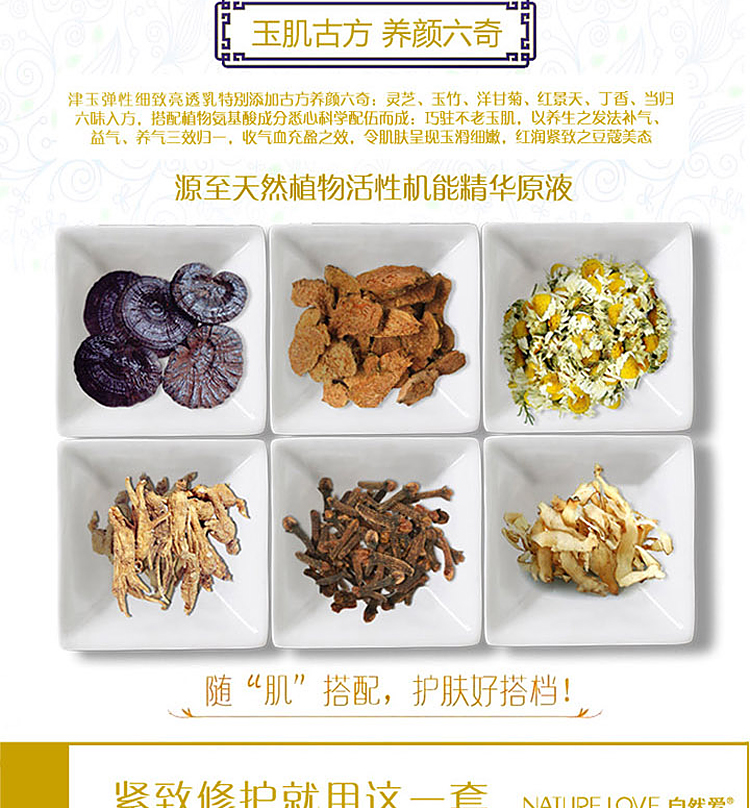 玉肌古方 养颜六奇
津玉弹性细致亮透乳特别添加古方养颜六奇：灵芝、玉竹、洋甘菊、红景天、丁香、当归
六味入方，搭配植物氨基酸成分悉心科学配伍而成：巧驻不老玉肌，以养生之发法补气、
益气、养气三效归一，收气血充盈之效，令肌肤呈现玉滑细嫩，红润紧致之豆蔻美态
源至天然植物活性机能精华原液
随“肌”搭配，护肤好搭档！
紧致修护就用这一套
NATURE LOVE 自然爱®